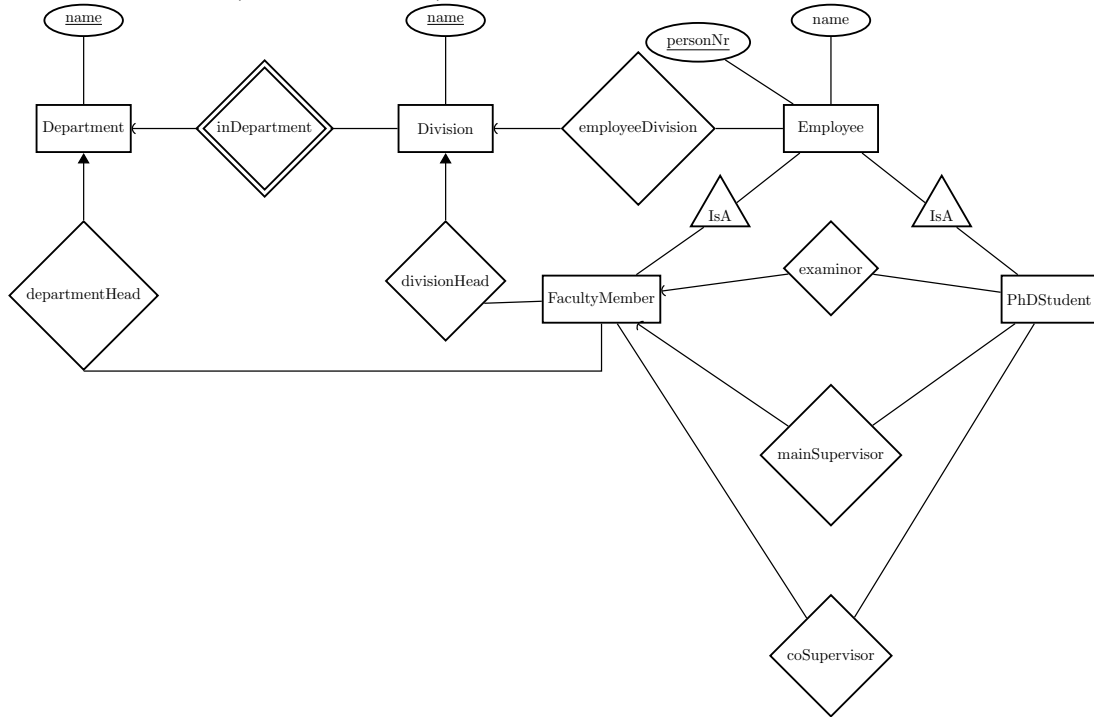 name
name
name
personNr
Department
inDepartment
Division
employeeDivision
Employee
IsA
IsA
departmentHead
divisionHead
FacultyMember
examinor
PhDStudent
mainSupervisor
coSupervisor